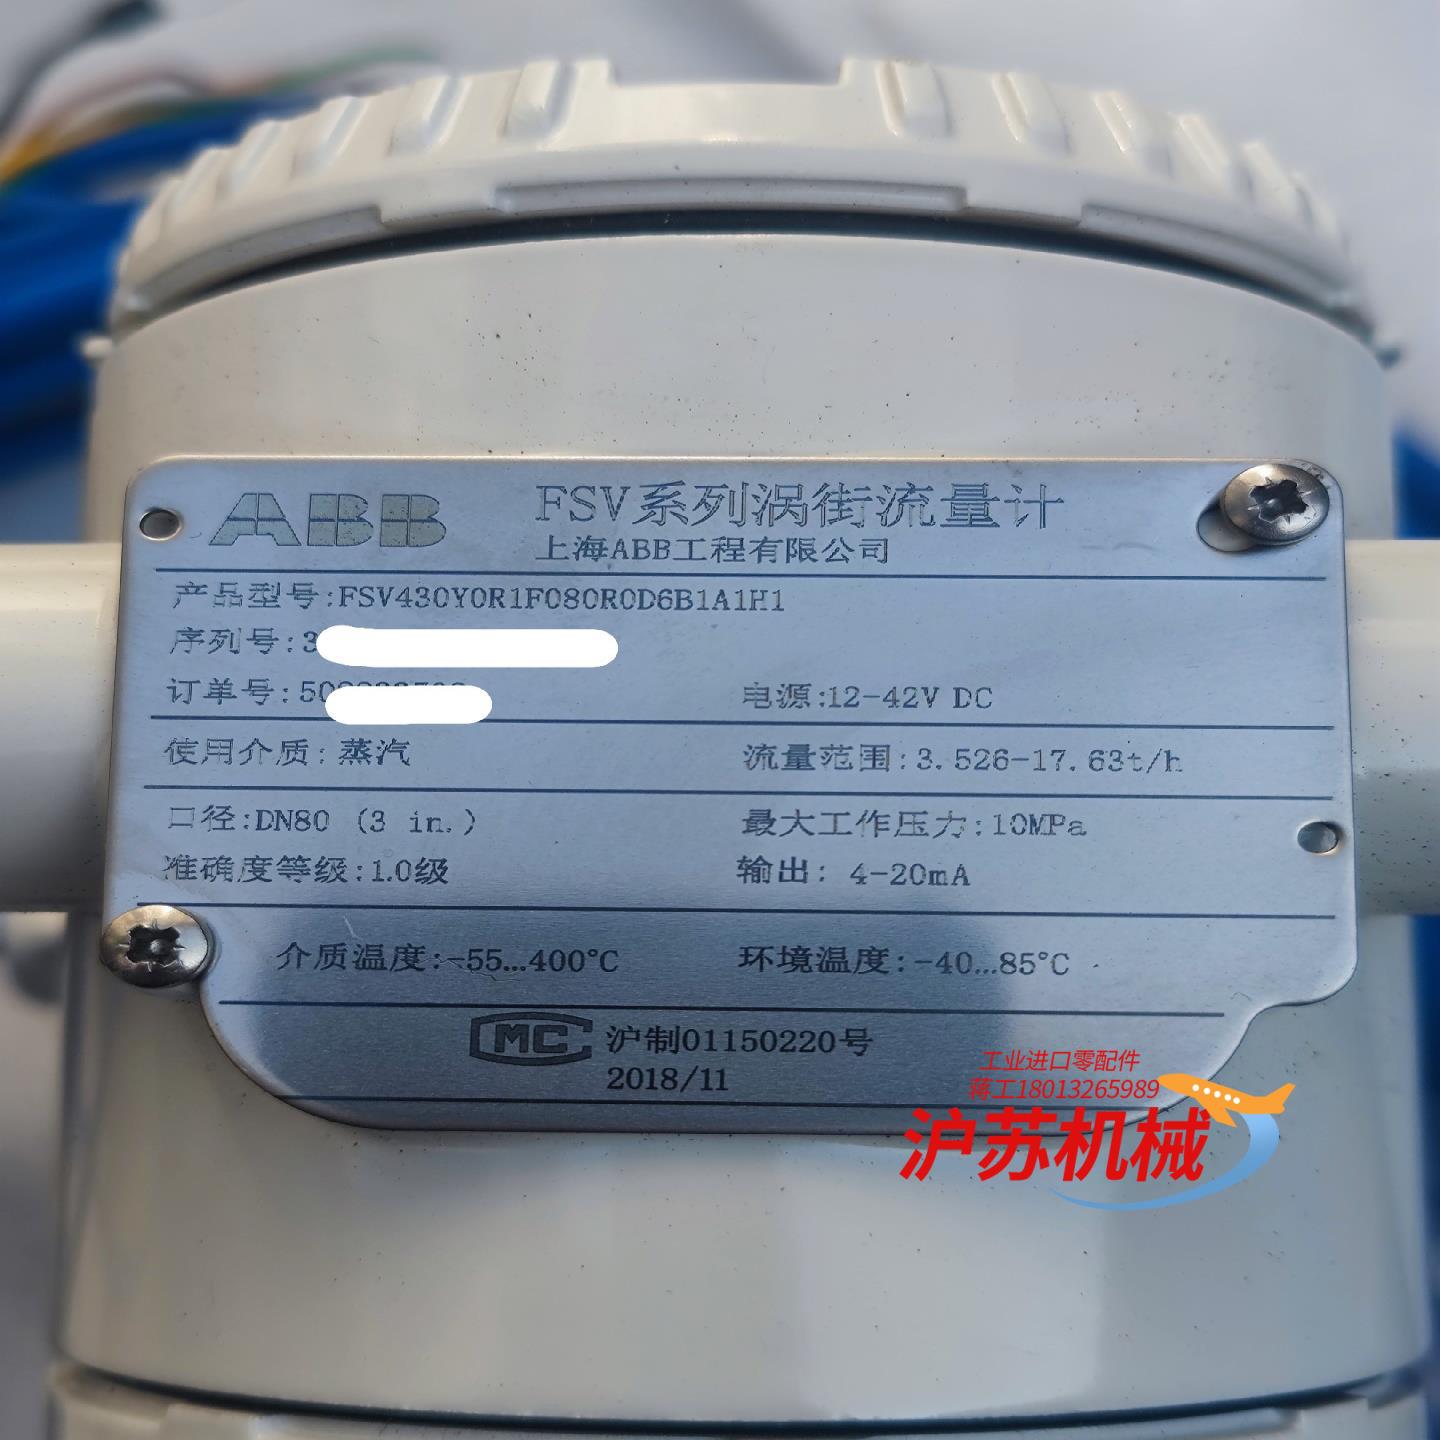 ABB FSV系列涡街流量计
上海ABB工程有限公司
产品型号:FSV430Y0R1F080R0D6B1A1H1
序列号:3
订单号:50
电源:12-42V DC
使用介质:蒸汽
流量范围:3.526-17.63t/h
口径:DN80 (3 in.)
最大工作压力:10MPa
准确度等级:1.0级
输出: 4-20mA
介质温度:-55...400°C
环境温度:-40...85°C
MC 沪制01150220号
2018/11
工业进口零配件
蒋工18013265989
沪苏机械